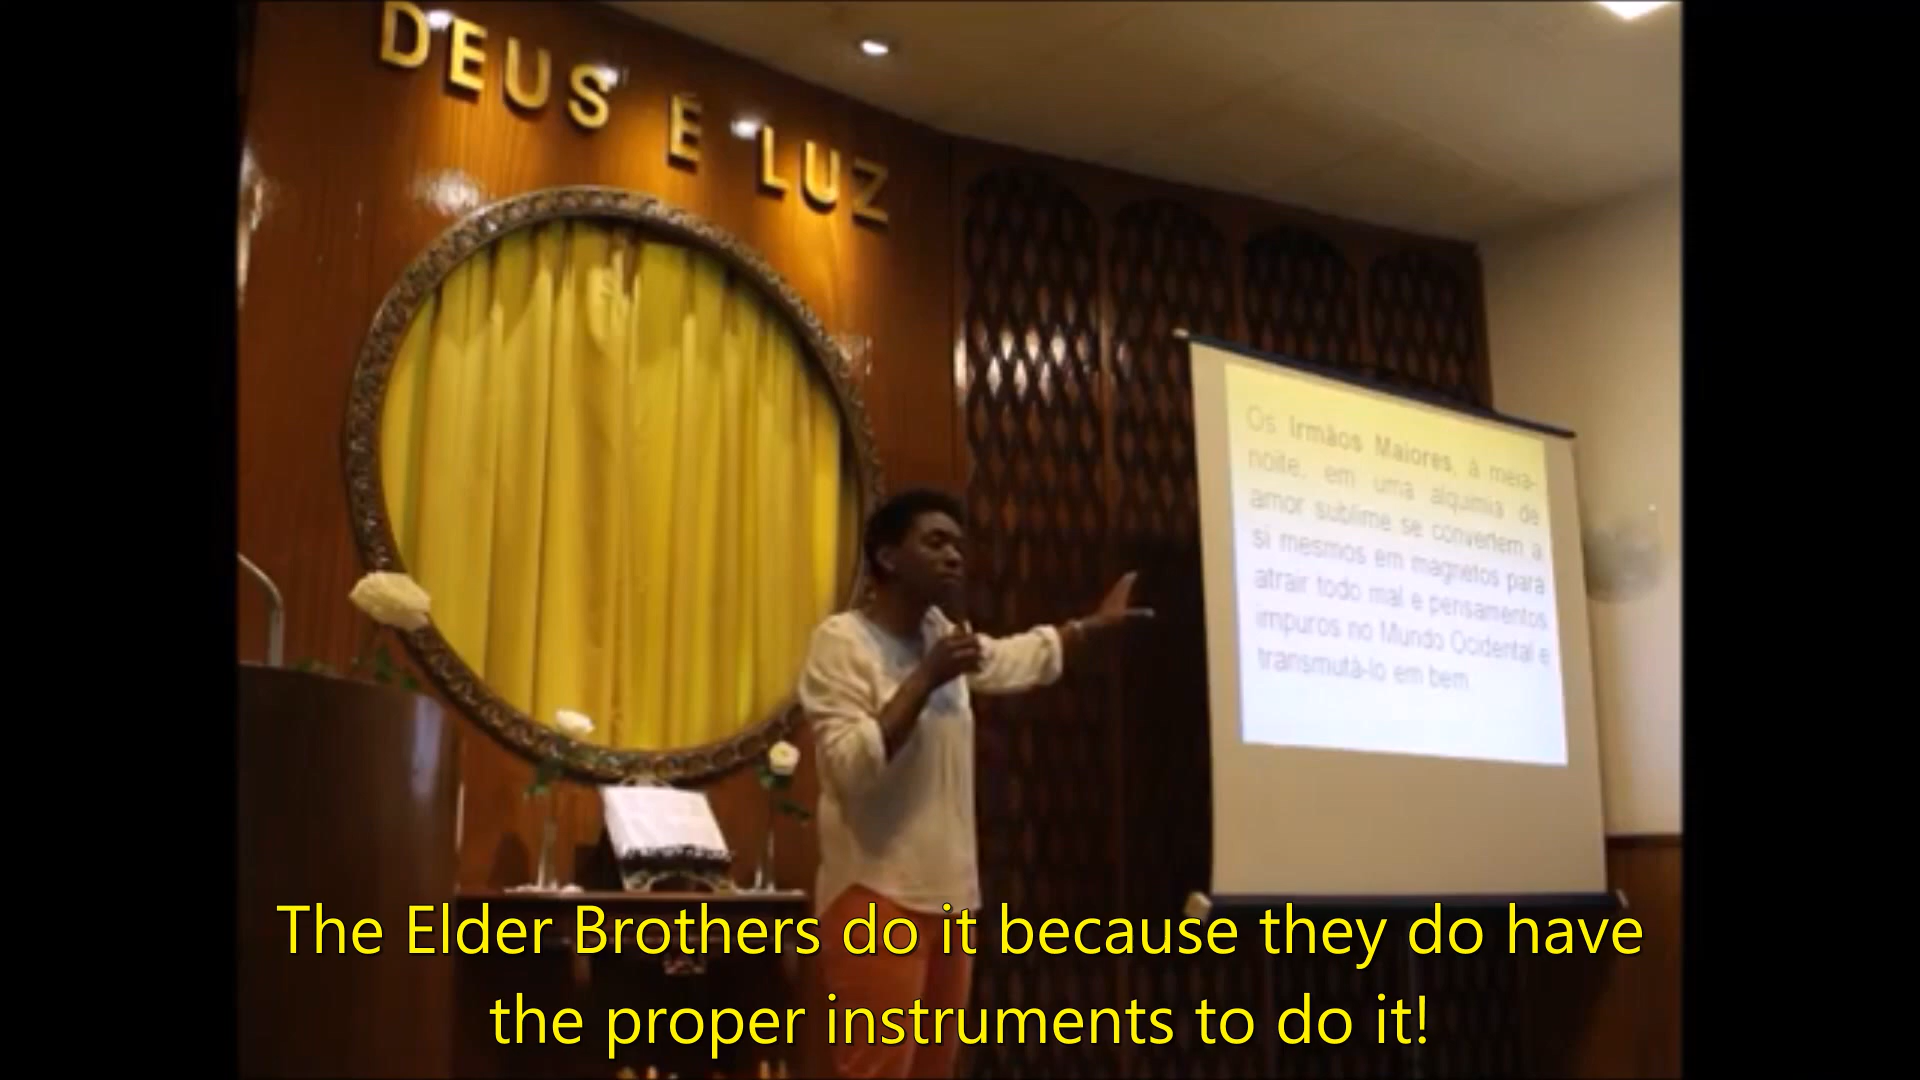 DEUS É LUZ
Os Irmãos Maiores, à meia-
noite, em uma alquimia de
amor sublime se convertem a
si mesmos em magnetos para
atrair todo mal e pensamentos
impuros no Mundo Ocidental e
transmutá-lo em bem
The Elder Brothers do it because they do have
the proper instruments to do it!